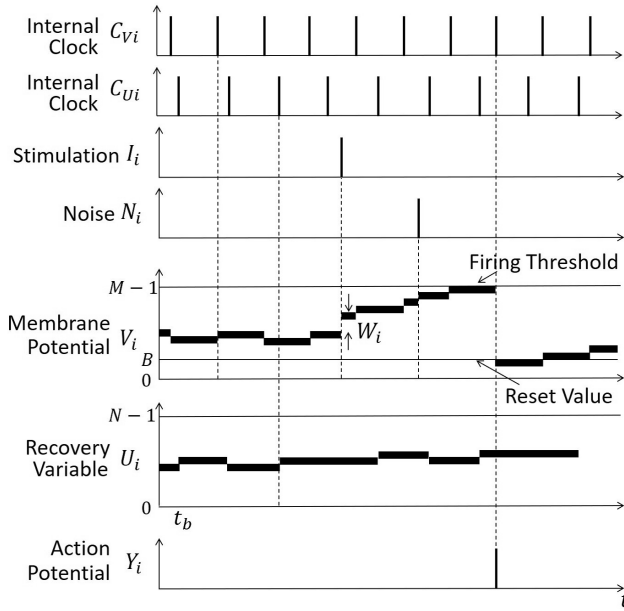 Internal
Clock C_Vi
Internal
Clock C_Ui
Stimulation I_i
Noise N_i
Firing Threshold
M − 1
Membrane
Potential V_i
W_i
B
0
Reset Value
N − 1
Recovery
Variable U_i
0
t_b
Action
Potential Y_i
t